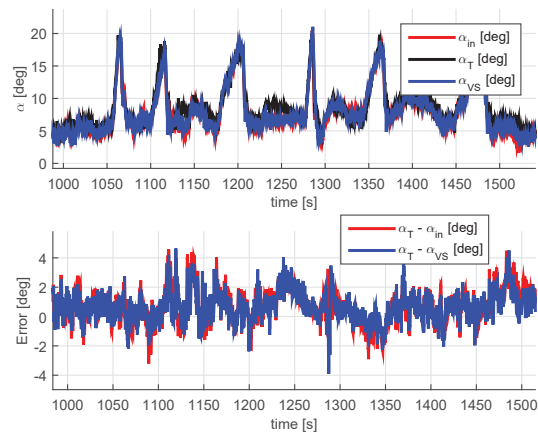 20
15
10
5
0
α [deg]
α_in [deg]
α_T [deg]
α_VS [deg]
1000 1050 1100 1150 1200 1250 1300 1350 1400 1450 1500
time [s]
α_T - α_in [deg]
α_T - α_VS [deg]
4
2
0
-2
-4
Error [deg]
1000 1050 1100 1150 1200 1250 1300 1350 1400 1450 1500
time [s]